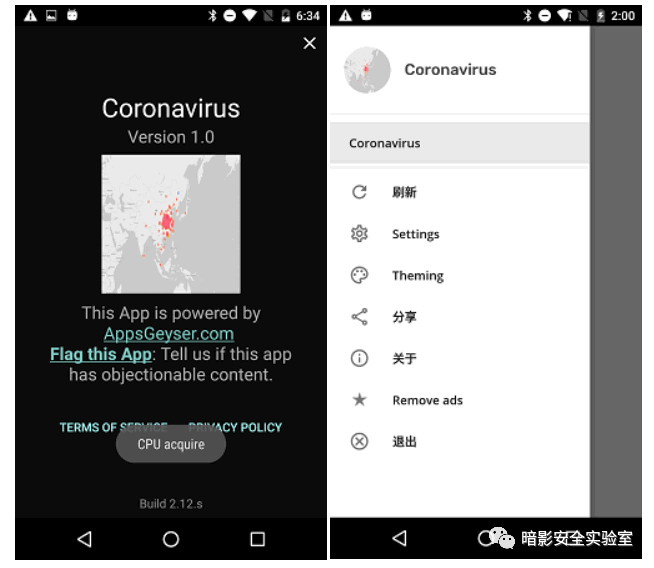 6:34
Coronavirus
Version 1.0
This App is powered by
AppsGeyser.com
Flag this App: Tell us if this app
has objectionable content.
TERMS OF SERVICE PRIVACY POLICY
CPU acquire
Build 2.12.s
2:00
Coronavirus
Coronavirus
刷新
Settings
Theming
分享
关于
Remove ads
退出
暗影安全实验室